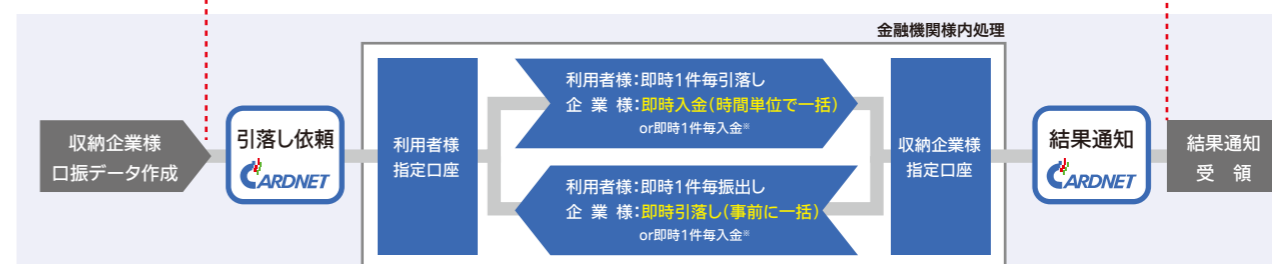 金融機関様内処理
収納企業様
口振データ作成
引落し依頼
CARDNET
利用者様
指定口座
利用者様:即時1件毎引落し
企 業 様:即時入金(時間単位で一括)
or即時1件毎入金※
利用者様:即時1件毎振出し
企 業 様:即時引落し(事前に一括)
or即時1件毎入金※
収納企業様
指定口座
結果通知
CARDNET
結果通知
受 領